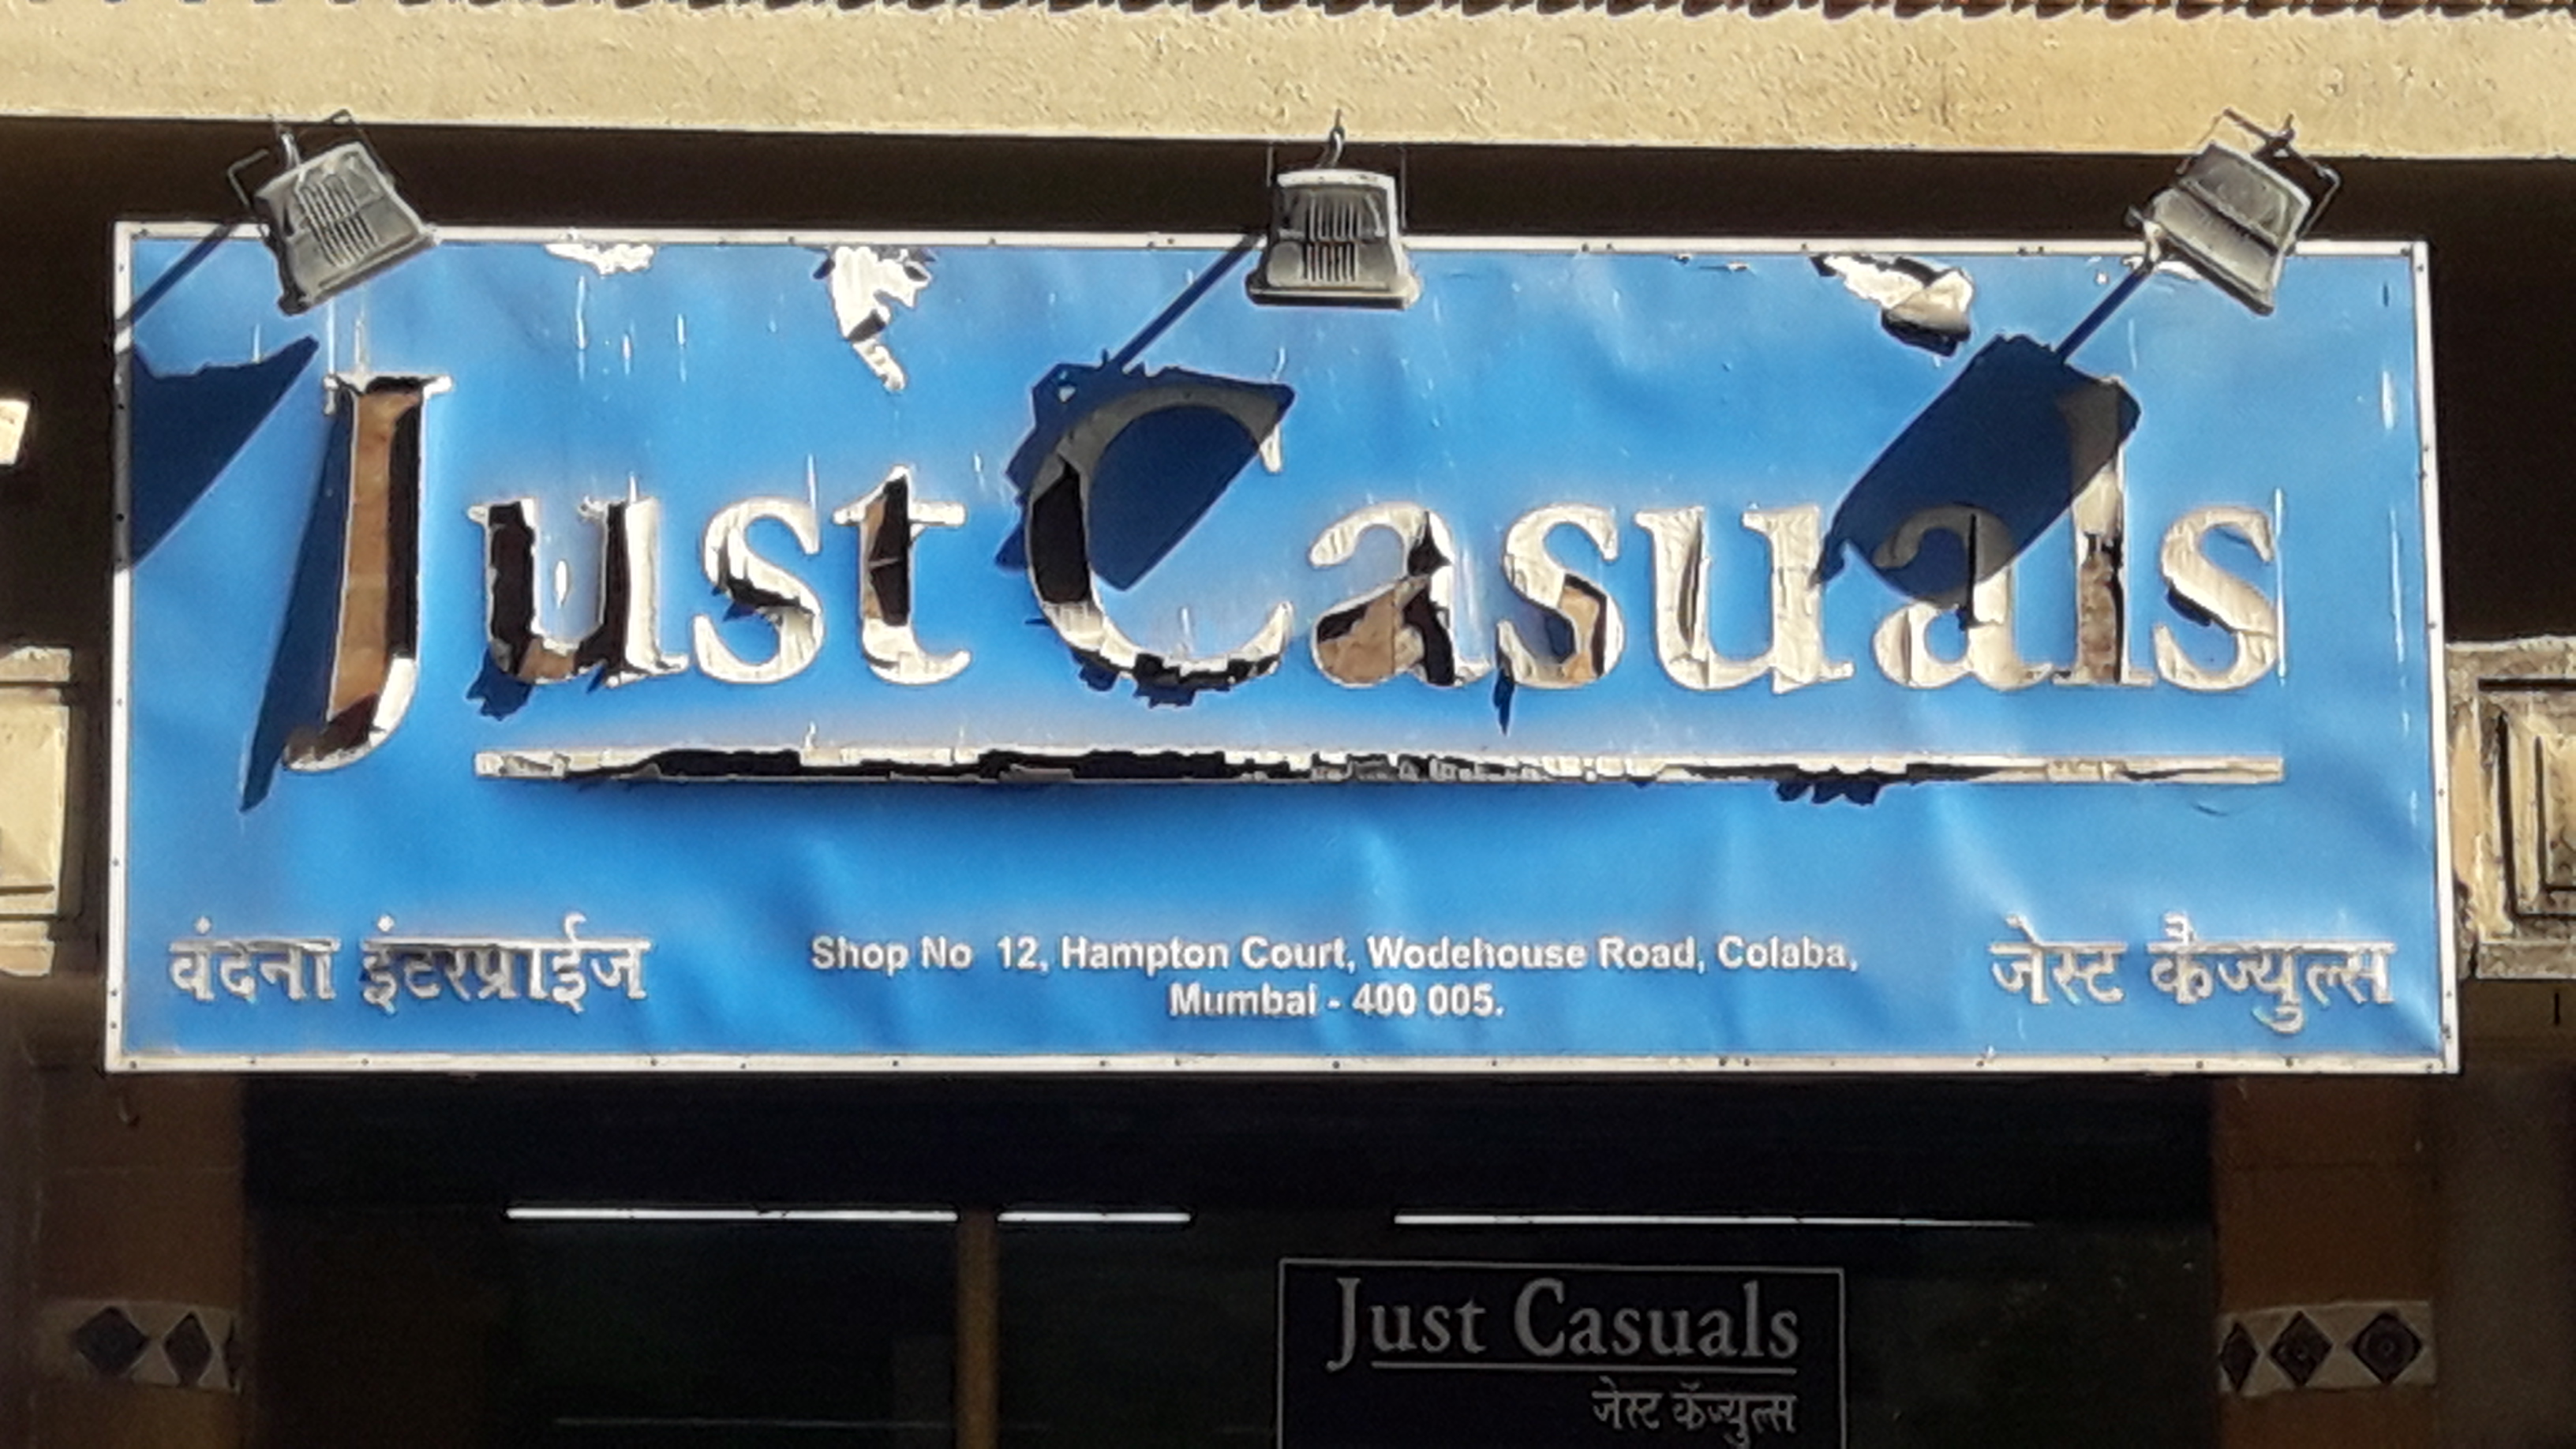 Just Casuals
वंदना इंटरप्राईज
Shop No 12, Hampton Court, Wodehouse Road, Colaba,
Mumbai - 400 005.
जेस्ट कॅज्युल्स
Just Casuals
जेस्ट कॅज्युल्स